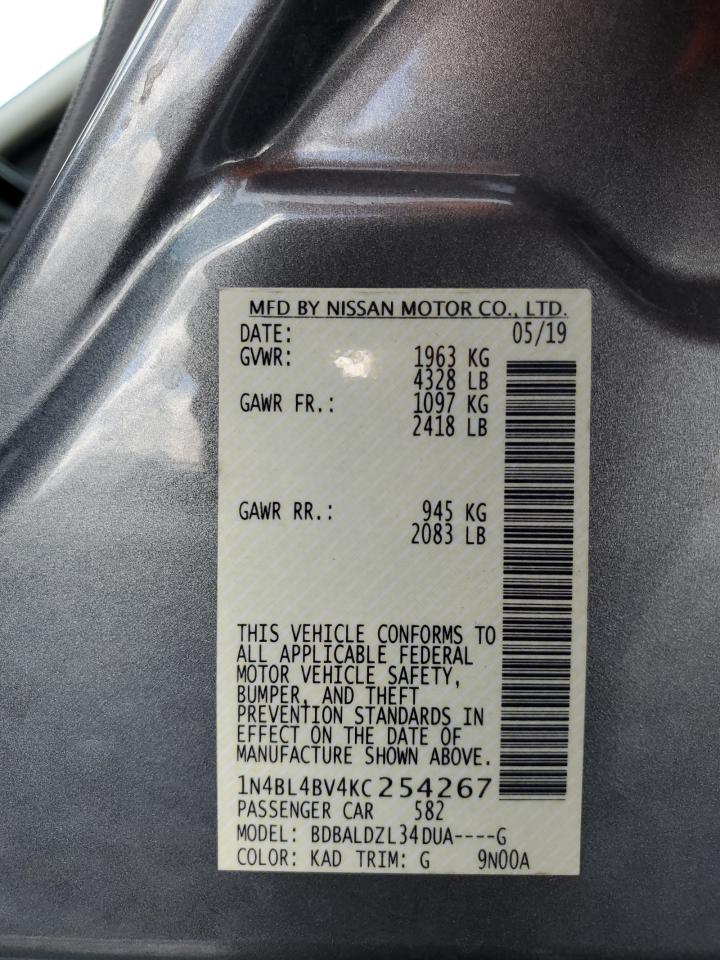 MFD BY NISSAN MOTOR CO., LTD.
DATE: 05/19
GVWR: 1963 KG
4328 LB
GAWR FR.: 1097 KG
2418 LB
GAWR RR.: 945 KG
2083 LB
THIS VEHICLE CONFORMS TO
ALL APPLICABLE FEDERAL
MOTOR VEHICLE SAFETY,
BUMPER, AND THEFT
PREVENTION STANDARDS IN
EFFECT ON THE DATE OF
MANUFACTURE SHOWN ABOVE.
1N4BL4BV4KC254267
PASSENGER CAR 582
MODEL: BDBALDZL34DUA----G
COLOR: KAD TRIM: G 9N00A